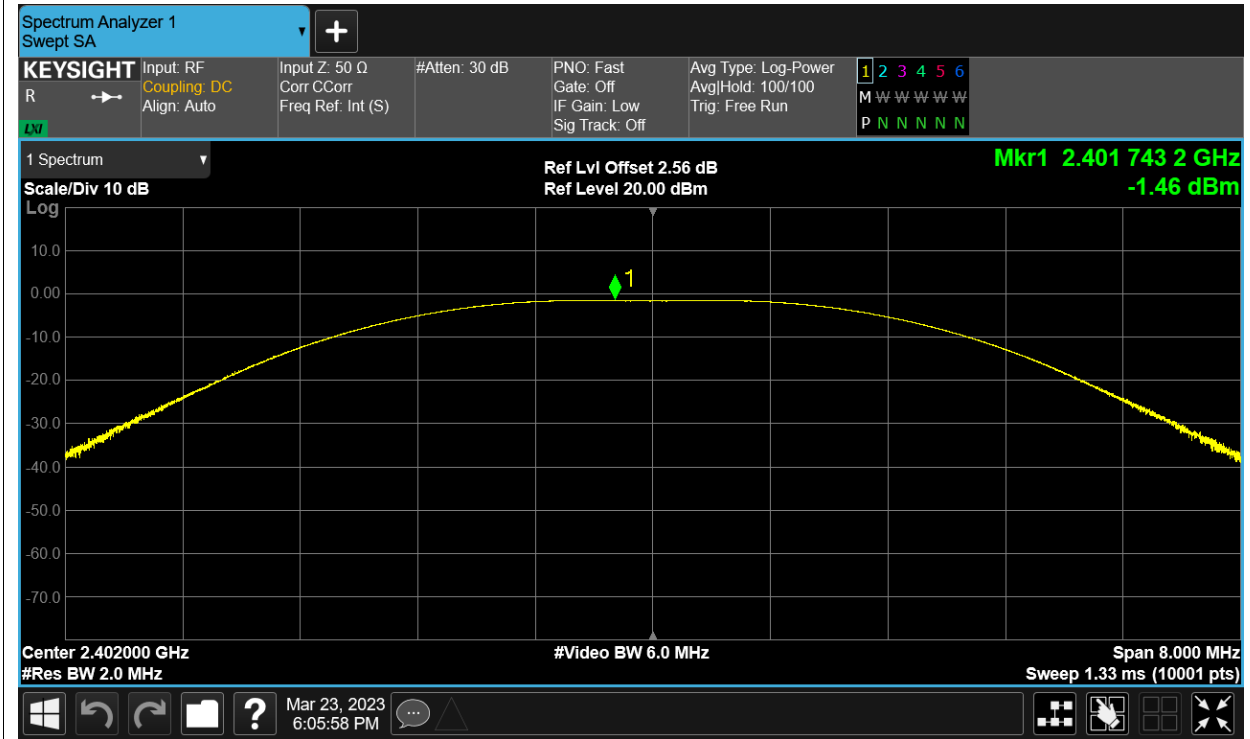 Spectrum Analyzer 1
Swept SA
+
KEYSIGHT
R
LXI
Input: RF
Coupling: DC
Align: Auto
Input Z: 50 Ω
Corr CCorr
Freq Ref: Int (S)
#Atten: 30 dB
PNO: Fast
Gate: Off
IF Gain: Low
Sig Track: Off
Avg Type: Log-Power
Avg|Hold: 100/100
Trig: Free Run
1 2 3 4 5 6
M W W W W W W
P N N N N N N
1 Spectrum
Scale/Div 10 dB
Log
Ref Lvl Offset 2.56 dB
Ref Level 20.00 dBm
Mkr1 2.401 743 2 GHz
-1.46 dBm
1
10.0
0.00
-10.0
-20.0
-30.0
-40.0
-50.0
-60.0
-70.0
Center 2.402000 GHz
#Res BW 2.0 MHz
#Video BW 6.0 MHz
Span 8.000 MHz
Sweep 1.33 ms (10001 pts)
?
Mar 23, 2023
6:05:58 PM